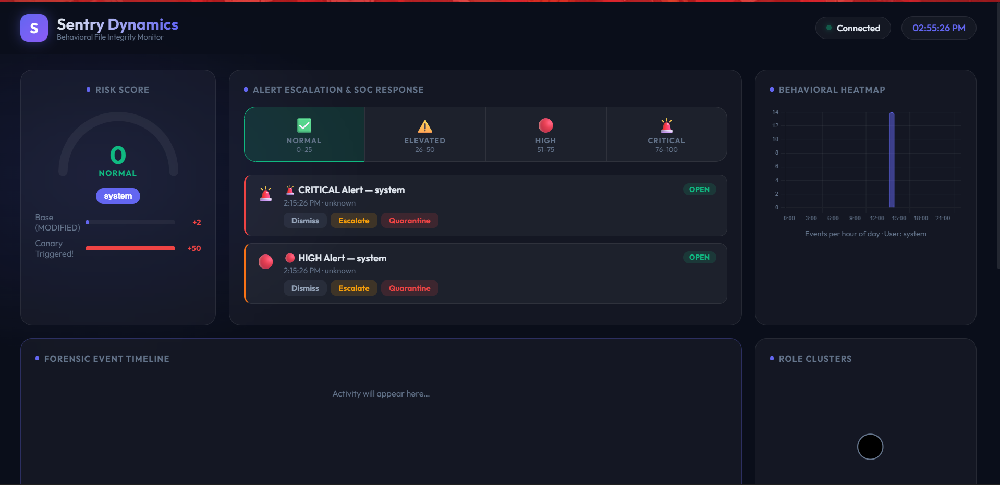 S
Sentry Dynamics
Behavioral File Integrity Monitor
Connected
02:55:26 PM
RISK SCORE
0
NORMAL
system
Base
(MODIFIED)
+2
Canary
Triggered!
+50
ALERT ESCALATION & SOC RESPONSE
NORMAL
0–25
ELEVATED
26–50
HIGH
51–75
CRITICAL
76–100
CRITICAL Alert — system
OPEN
2:15:26 PM · unknown
Dismiss
Escalate
Quarantine
HIGH Alert — system
OPEN
2:15:26 PM · unknown
Dismiss
Escalate
Quarantine
BEHAVIORAL HEATMAP
14
12
10
8
6
4
2
0
0:00 3:00 6:00 9:00 12:00 15:00 18:00 21:00
Events per hour of day · User: system
FORENSIC EVENT TIMELINE
Activity will appear here...
ROLE CLUSTERS